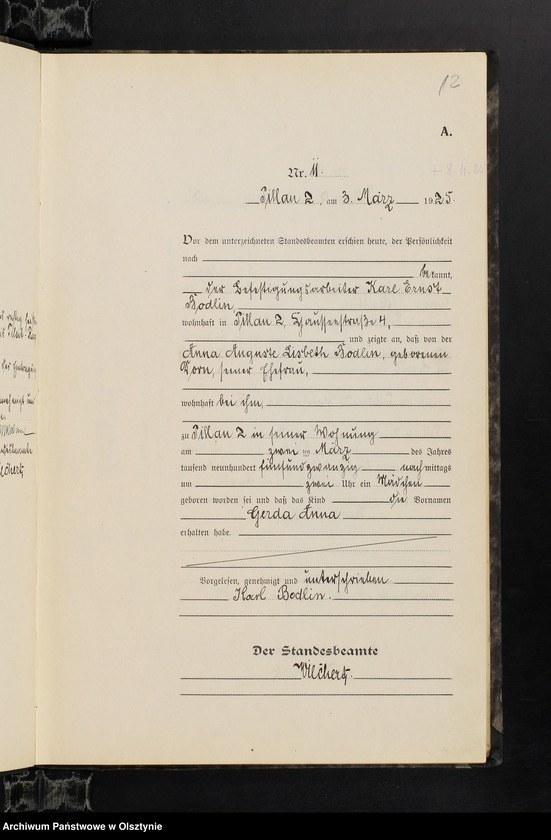 12
A.
Nr. 11.
Pillau 2, am 3. März 1925.
Vor dem unterzeichneten Standesbeamten erschien heute, der Persönlichkeit
nach
bekannt,
der Befestigungsarbeiter Karl Ernst
Bodlin
wohnhaft in Pillau 2, Chausseestraße 4,
und zeigte an, daß von der
Anna Auguste Lisbeth Bodlin, geborenen
Dorn, seiner Ehefrau,
wohnhaft bei ihm,
zu Pillau 2 in seiner Wohnung
am zwei ten März des Jahres
tausend neunhundert fünfundzwanzig nachmittags
um zwei Uhr ein Mädchen
geboren worden sei und daß das Kind die Vornamen
Gerda Anna
erhalten habe.
Vorgelesen, genehmigt und unterschrieben
Karl Bodlin.
Der Standesbeamte
Archiwum Państwowe w Olsztynie